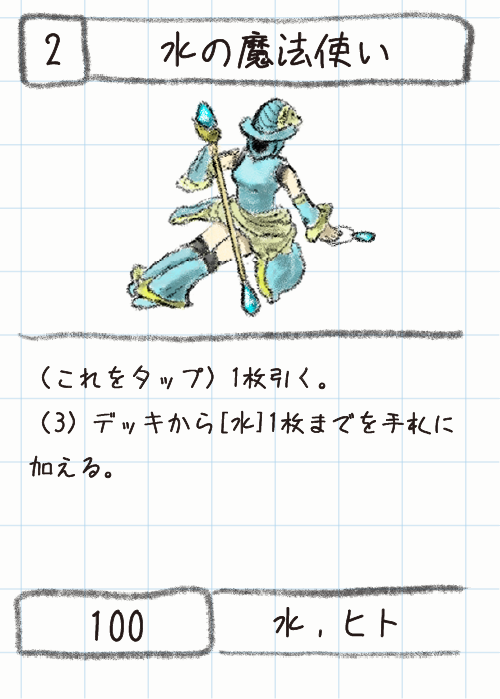 2
水の魔法使い
（これをタップ）1枚引く。
（3）デッキから[水]1枚までを手札に
加える。
100
水，ヒト